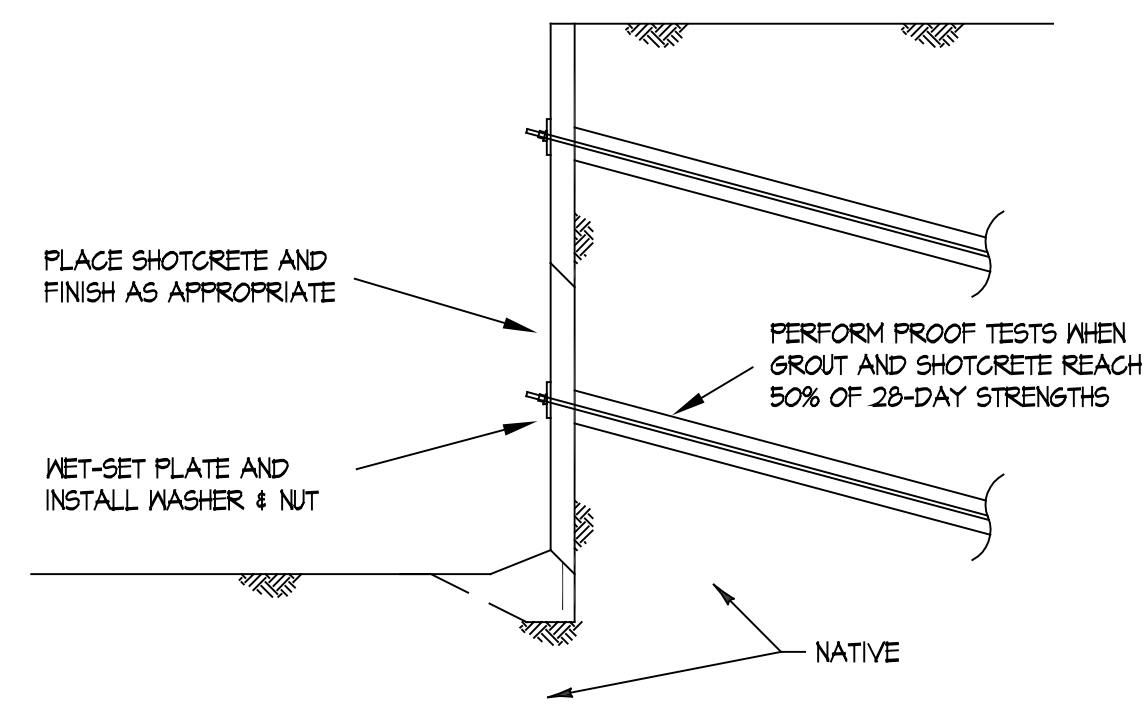 PLACE SHOTCRETE AND
FINISH AS APPROPRIATE
PERFORM PROOF TESTS WHEN
GROUT AND SHOTCRETE REACH
50% OF 28-DAY STRENGTHS
WET-SET PLATE AND
INSTALL WASHER & NUT
NATIVE